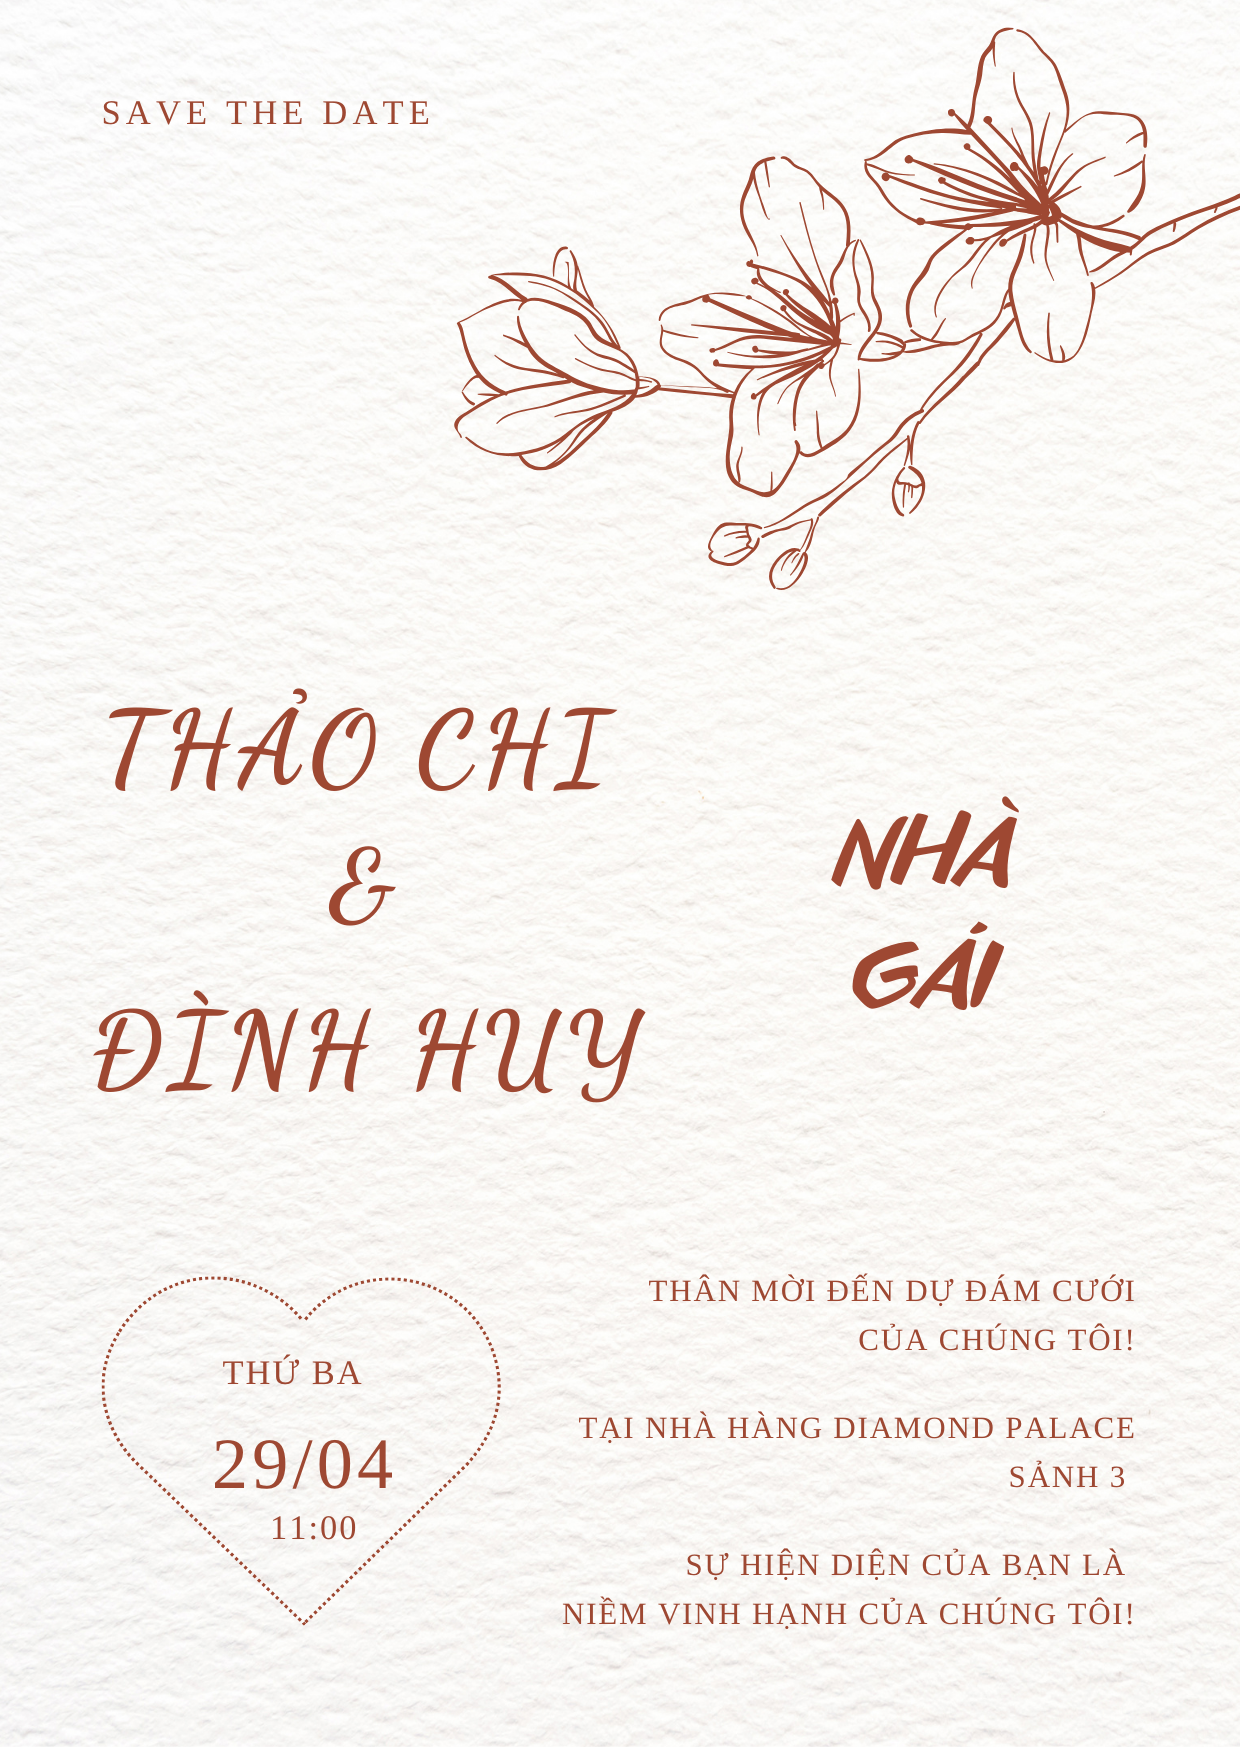 SAVE THE DATE
THẢO CHI
&
ĐÌNH HUY
NHÀ
GÁI
THỨ BA
29/04
11:00
THÂN MỜI ĐẾN DỰ ĐÁM CƯỚI
CỦA CHÚNG TÔI!
TẠI NHÀ HÀNG DIAMOND PALACE
SẢNH 3
SỰ HIỆN DIỆN CỦA BẠN LÀ
NIỀM VINH HẠNH CỦA CHÚNG TÔI!